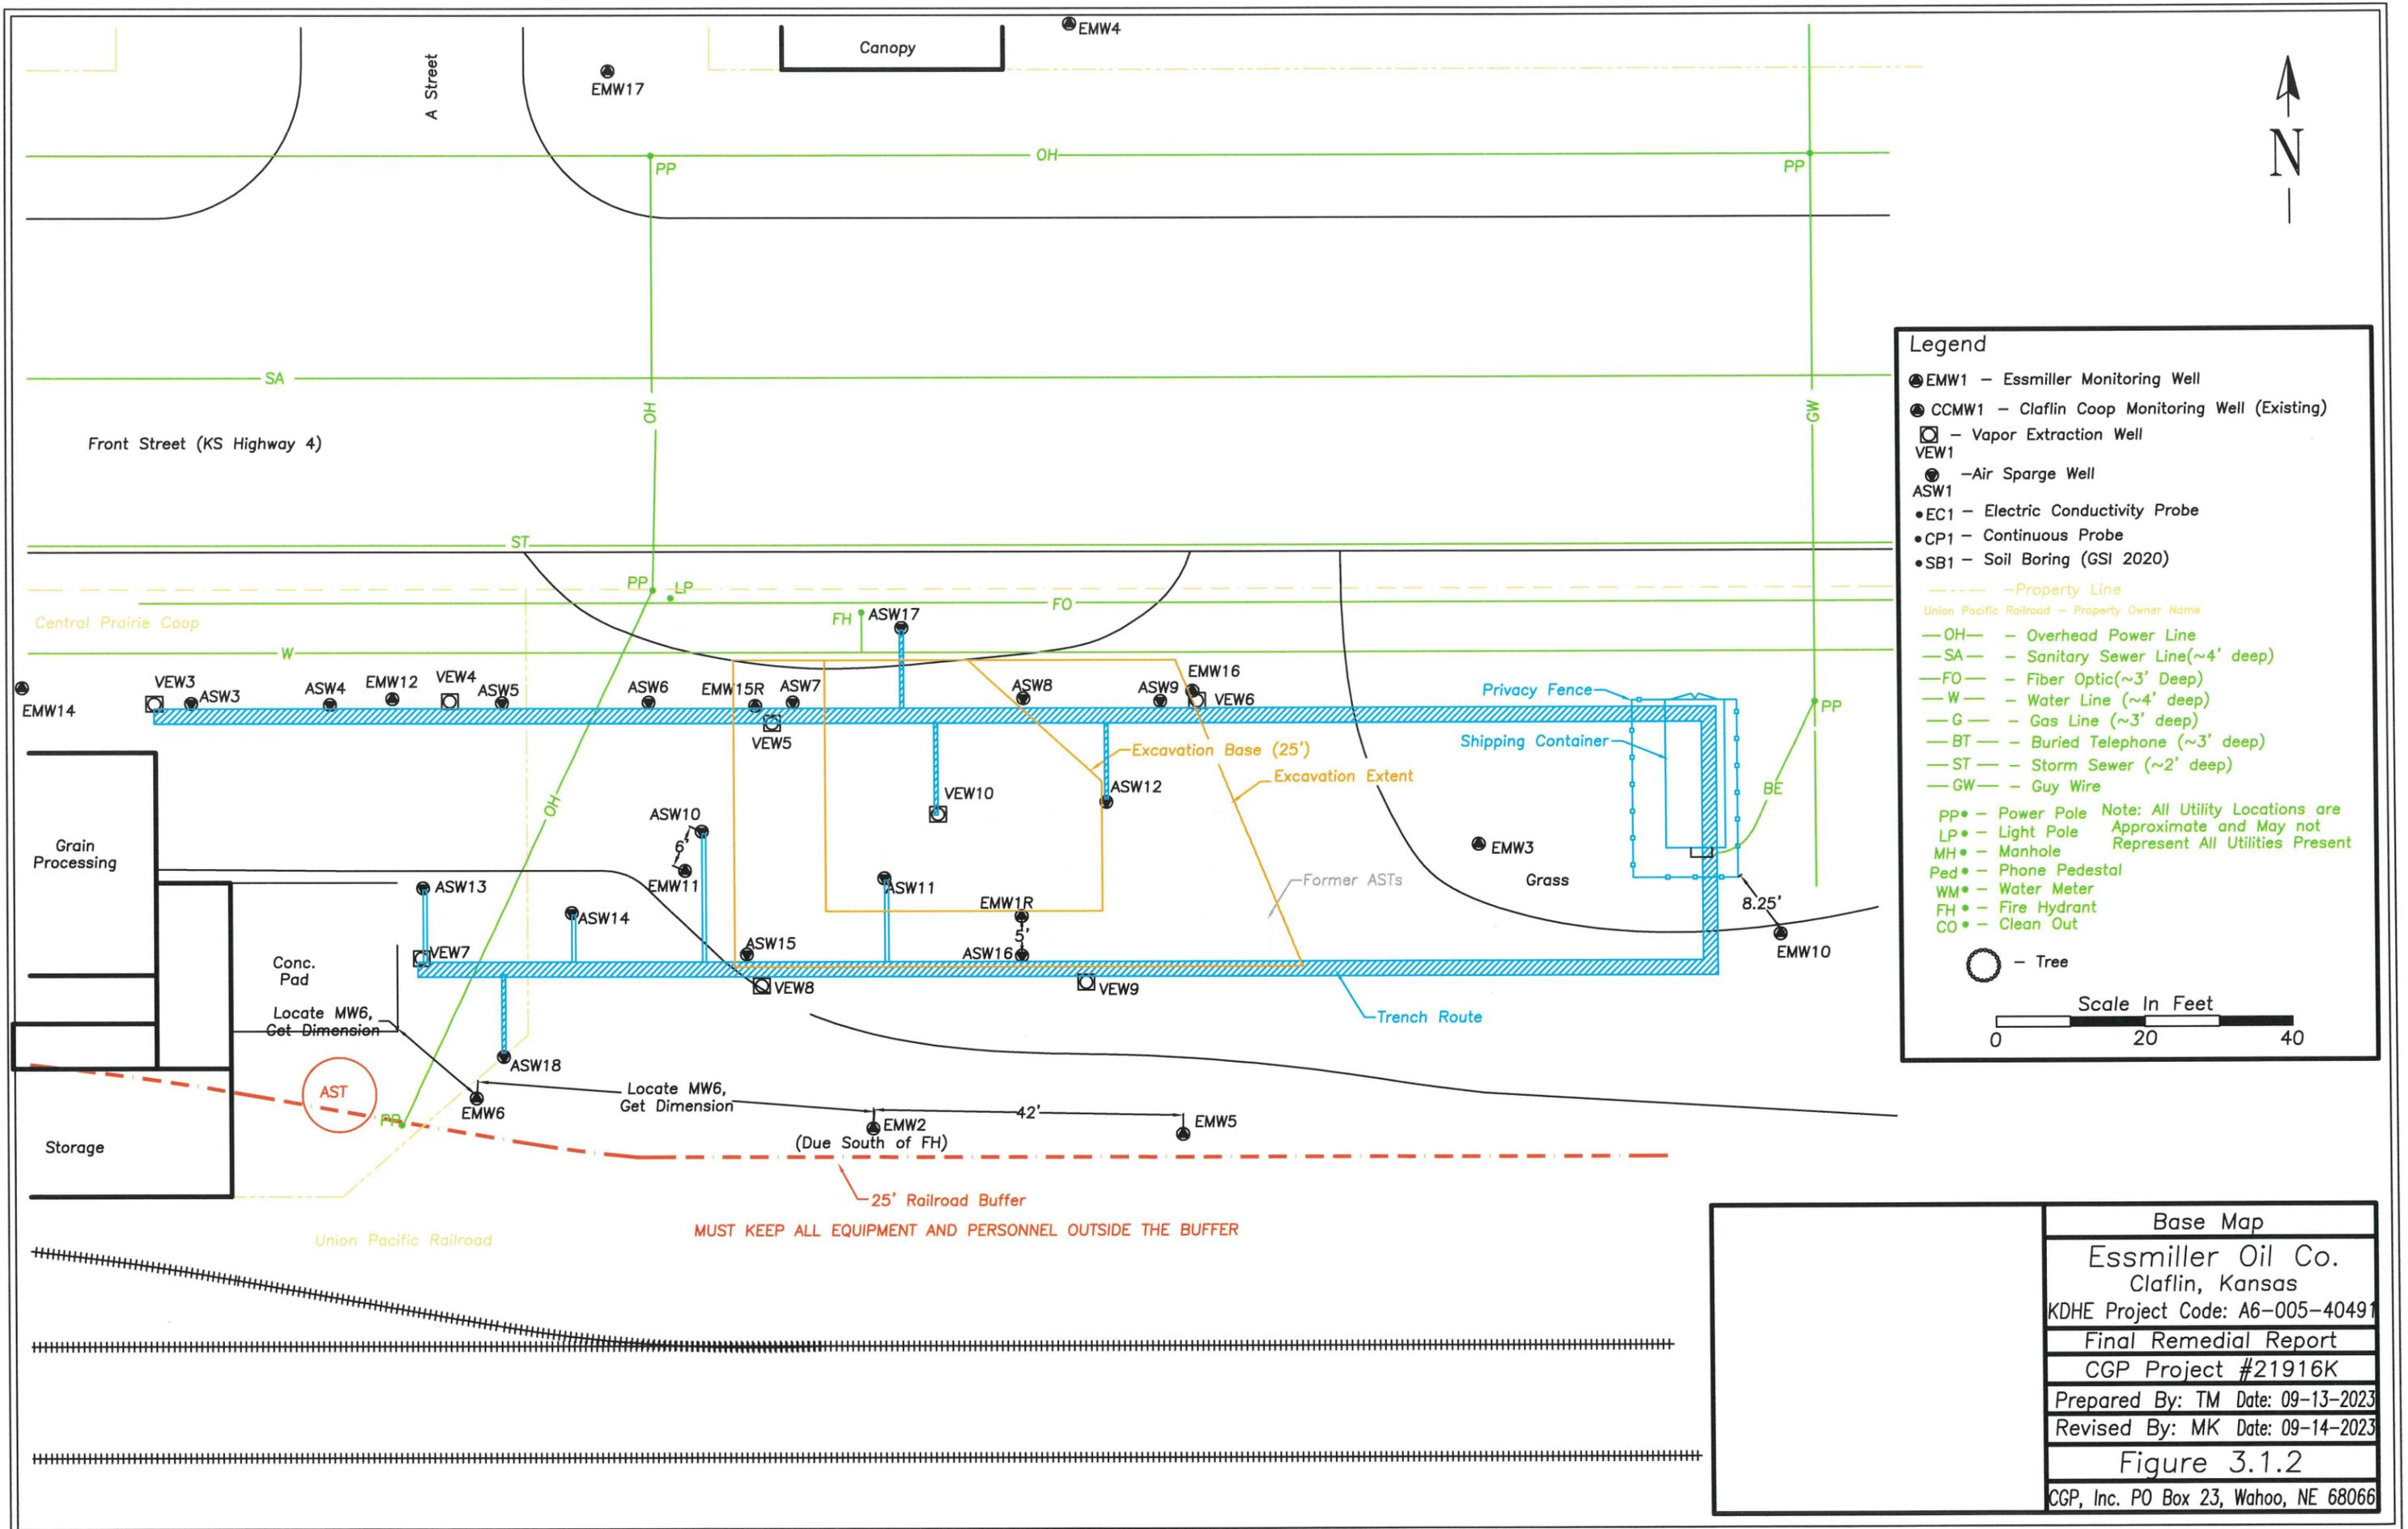 EMW4
Canopy
A Street
EMW17
N
OH
PP
PP
SA
OH
GW
Front Street (KS Highway 4)
ST
PP
LP
FO
FH
ASW17
Central Prairie Coop
W
EMW14
VEW3
ASW3
ASW4
EMW12
VEW4
ASW5
ASW6
EMW15R
ASW7
VEW5
ASW8
ASW9
EMW16
VEW6
Privacy Fence
PP
Shipping Container
Excavation Base (25')
Excavation Extent
VEW10
ASW12
BE
OH
ASW10
6'
EMW11
Grain
Processing
EMW3
Grass
Former ASTs
ASW13
ASW11
EMW1R
ASW14
5'
8.25'
ASW15
ASW16
EMW10
VEW7
Conc.
Pad
VEW8
VEW9
Locate MW6,
Get Dimension
Trench Route
ASW18
AST
EMW6
Locate MW6,
Get Dimension
42'
PP
EMW2
(Due South of FH)
EMW5
Storage
25' Railroad Buffer
MUST KEEP ALL EQUIPMENT AND PERSONNEL OUTSIDE THE BUFFER
Union Pacific Railroad
Legend
EMW1 - Essmiller Monitoring Well
CCMW1 - Claflin Coop Monitoring Well (Existing)
- Vapor Extraction Well
VEW1
-Air Sparge Well
ASW1
EC1 - Electric Conductivity Probe
CP1 - Continuous Probe
SB1 - Soil Boring (GSI 2020)
-Property Line
Union Pacific Railroad - Property Owner Name
OH - Overhead Power Line
SA - Sanitary Sewer Line(~4' deep)
FO - Fiber Optic(~3' Deep)
W - Water Line (~4' deep)
G - Gas Line (~3' deep)
BT - Buried Telephone (~3' deep)
ST - Storm Sewer (~2' deep)
GW - Guy Wire
PP - Power Pole
LP - Light Pole
MH - Manhole
Ped - Phone Pedestal
WM - Water Meter
FH - Fire Hydrant
CO - Clean Out
Note: All Utility Locations are
Approximate and May not
Represent All Utilities Present
- Tree
Scale In Feet
0 20 40
Base Map
Essmiller Oil Co.
Claflin, Kansas
KDHE Project Code: A6-005-40491
Final Remedial Report
CGP Project #21916K
Prepared By: TM Date: 09-13-2023
Revised By: MK Date: 09-14-2023
Figure 3.1.2
CGP, Inc. PO Box 23, Wahoo, NE 68066